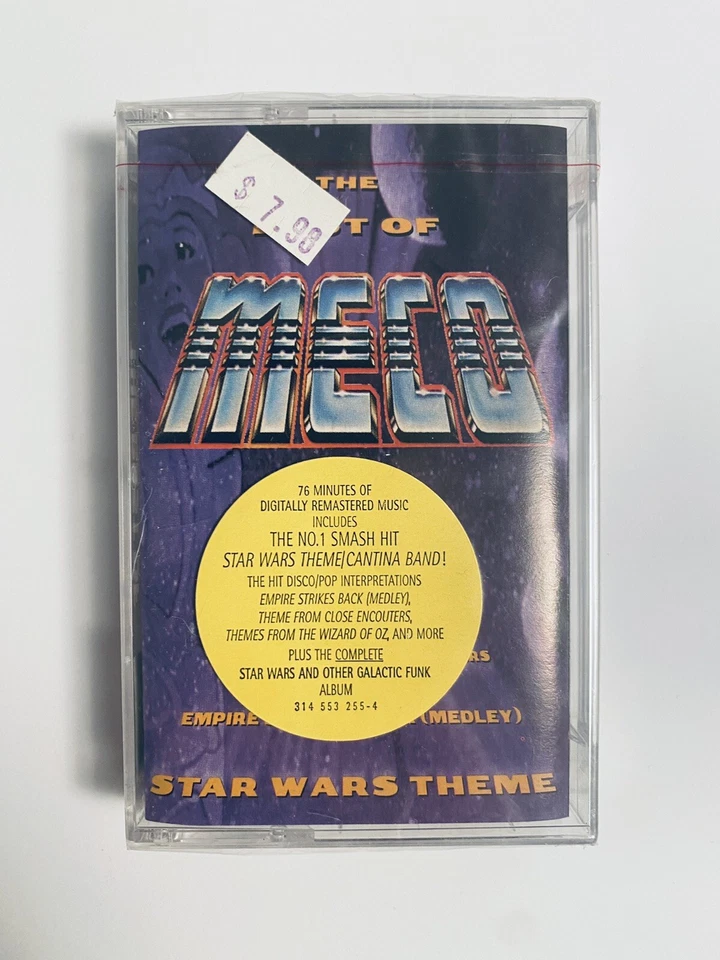 THE
$ 7.98
OF
MECO
76 MINUTES OF
DIGITALLY REMASTERED MUSIC
INCLUDES
THE NO.1 SMASH HIT
STAR WARS THEME/CANTINA BAND!
THE HIT DISCO/POP INTERPRETATIONS
EMPIRE STRIKES BACK (MEDLEY),
THEME FROM CLOSE ENCOUTERS,
THEMES FROM THE WIZARD OF OZ, AND MORE
PLUS THE COMPLETE
STAR WARS AND OTHER GALACTIC FUNK
ALBUM
314 553 255-4
EMPIRE (MEDLEY)
STAR WARS THEME